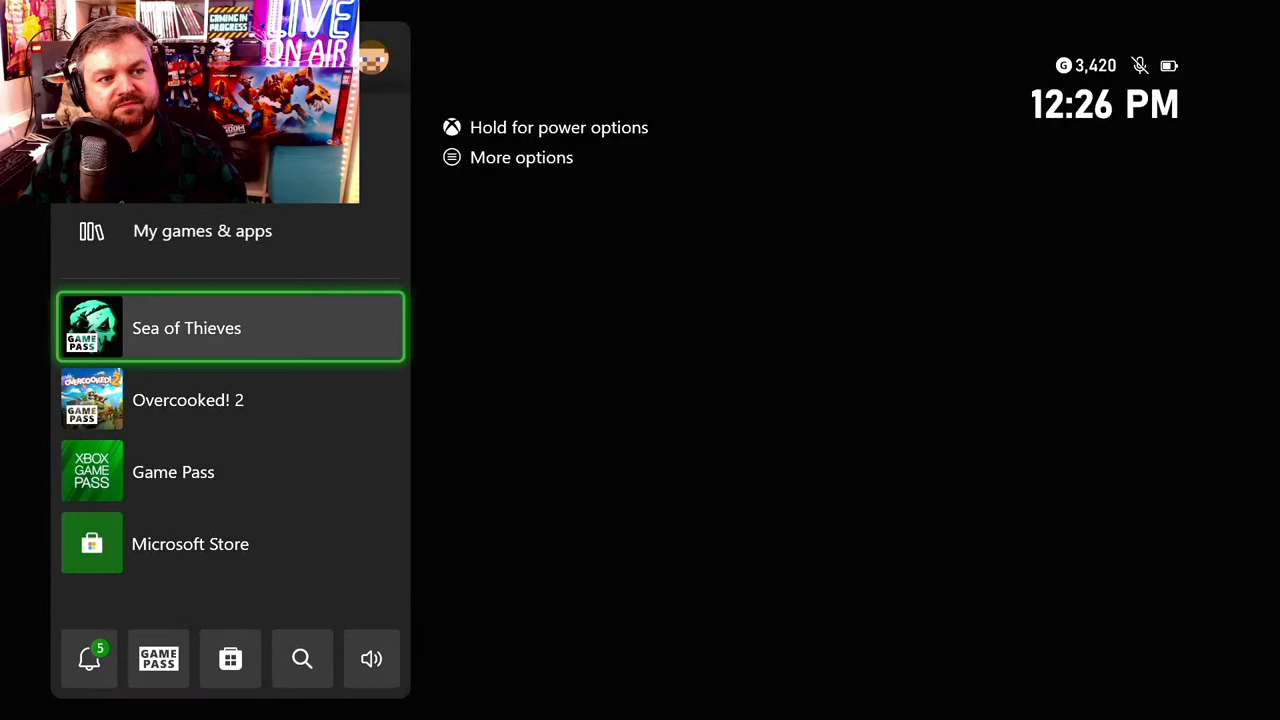 GAMING IN
PROGRESS
LIVE
ON AIR
G 3,420
12:26 PM
Hold for power options
More options
My games & apps
GAME
PASS
Sea of Thieves
OVERCOOKED! 2
GAME
PASS
Overcooked! 2
XBOX
GAME
PASS
Game Pass
Microsoft Store
5
GAME
PASS